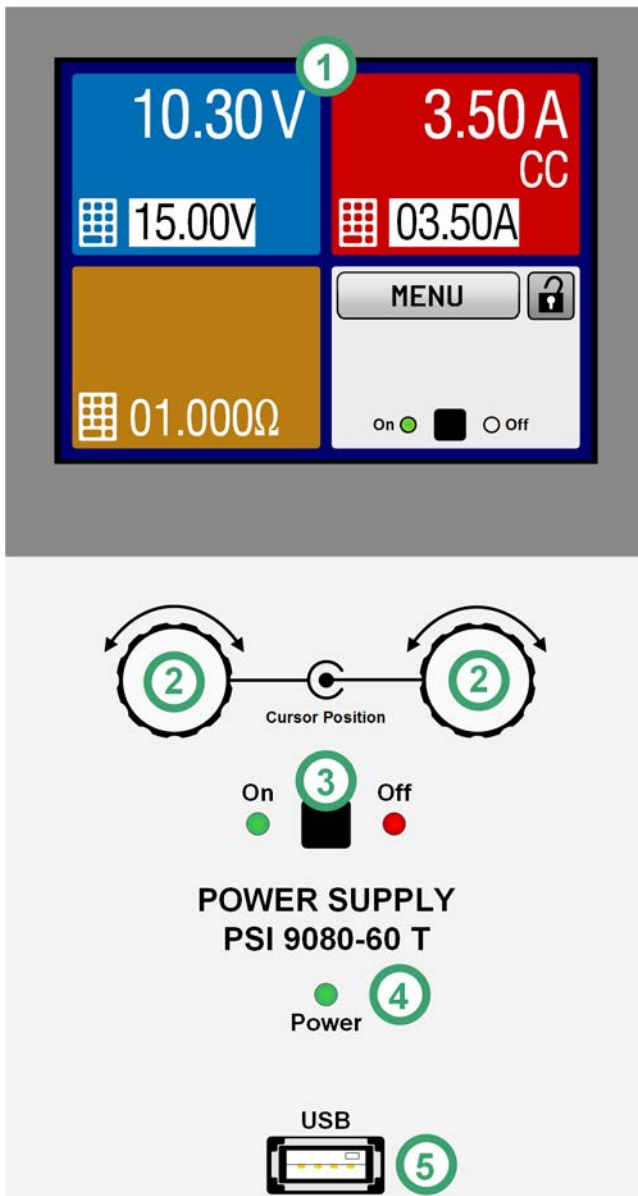 1
10.30 V
3.50 A
CC
15.00V
03.50A
MENU
01.000Ω
On Off
2
2
Cursor Position
3
On Off
POWER SUPPLY
PSI 9080-60 T
4
Power
USB
5